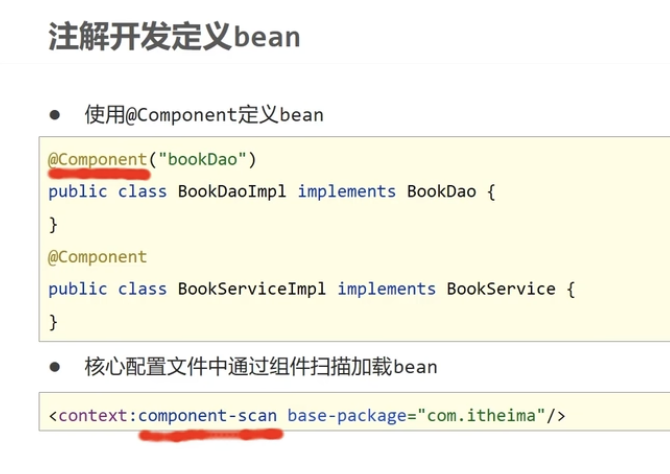 注解开发定义bean
● 使用@Component定义bean
@Component("bookDao")
public class BookDaoImpl implements BookDao {
}
@Component
public class BookServiceImpl implements BookService {
}
● 核心配置文件中通过组件扫描加载bean
<context:component-scan base-package="com.itheima"/>